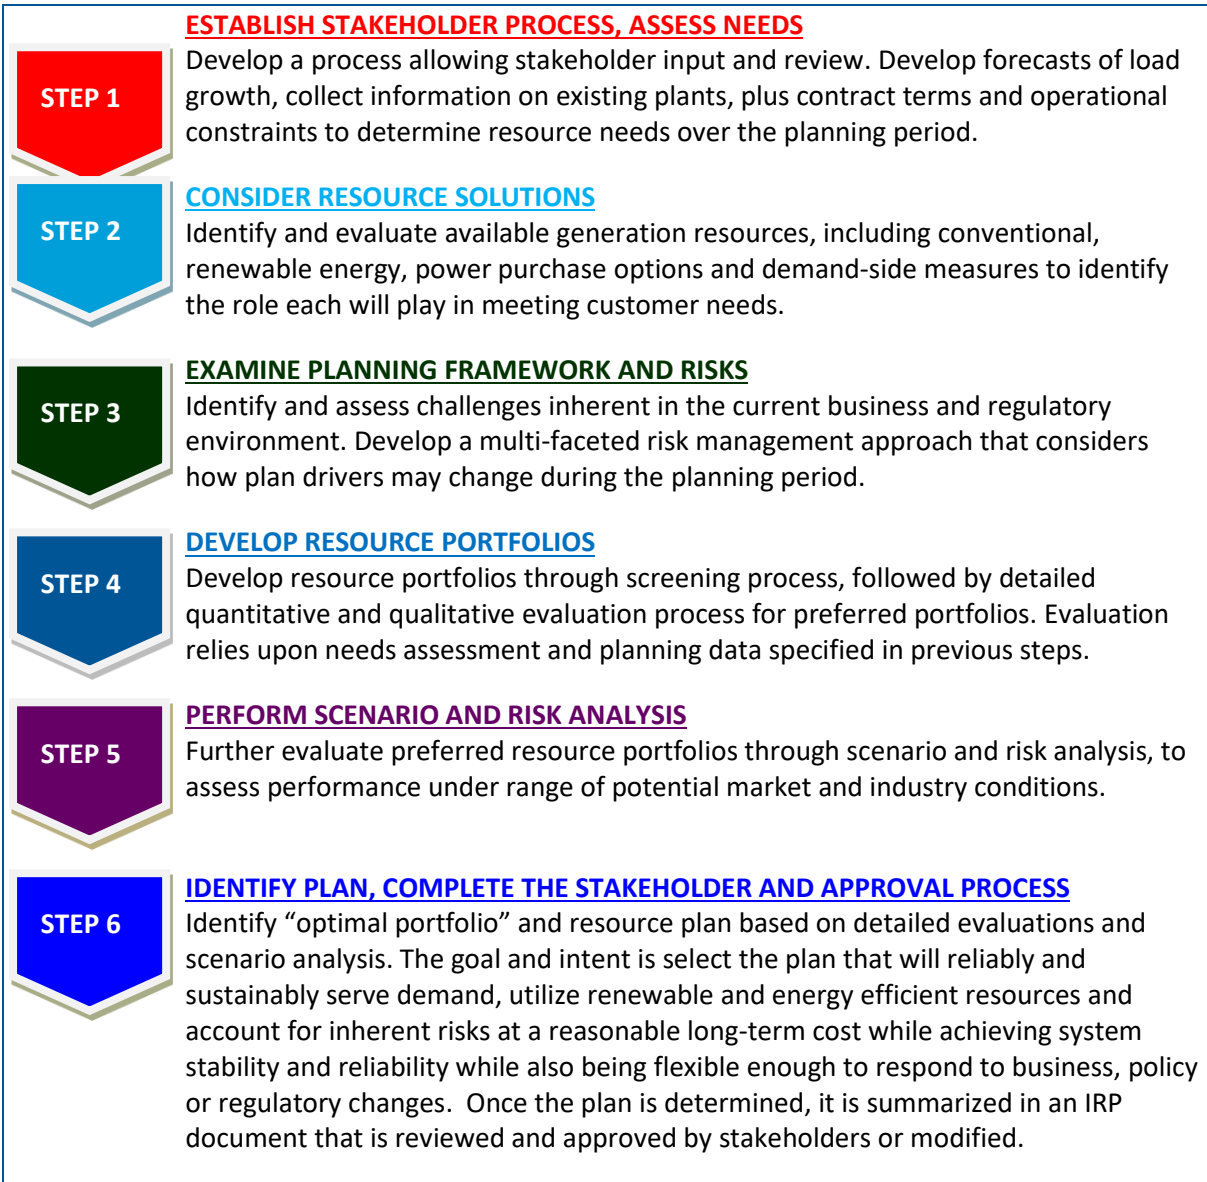 ESTABLISH STAKEHOLDER PROCESS, ASSESS NEEDS
STEP 1
Develop a process allowing stakeholder input and review. Develop forecasts of load
growth, collect information on existing plants, plus contract terms and operational
constraints to determine resource needs over the planning period.
CONSIDER RESOURCE SOLUTIONS
STEP 2
Identify and evaluate available generation resources, including conventional,
renewable energy, power purchase options and demand-side measures to identify
the role each will play in meeting customer needs.
EXAMINE PLANNING FRAMEWORK AND RISKS
STEP 3
Identify and assess challenges inherent in the current business and regulatory
environment. Develop a multi-faceted risk management approach that considers
how plan drivers may change during the planning period.
DEVELOP RESOURCE PORTFOLIOS
STEP 4
Develop resource portfolios through screening process, followed by detailed
quantitative and qualitative evaluation process for preferred portfolios. Evaluation
relies upon needs assessment and planning data specified in previous steps.
PERFORM SCENARIO AND RISK ANALYSIS
STEP 5
Further evaluate preferred resource portfolios through scenario and risk analysis, to
assess performance under range of potential market and industry conditions.
IDENTIFY PLAN, COMPLETE THE STAKEHOLDER AND APPROVAL PROCESS
STEP 6
Identify “optimal portfolio” and resource plan based on detailed evaluations and
scenario analysis. The goal and intent is select the plan that will reliably and
sustainably serve demand, utilize renewable and energy efficient resources and
account for inherent risks at a reasonable long-term cost while achieving system
stability and reliability while also being flexible enough to respond to business, policy
or regulatory changes.  Once the plan is determined, it is summarized in an IRP
document that is reviewed and approved by stakeholders or modified.